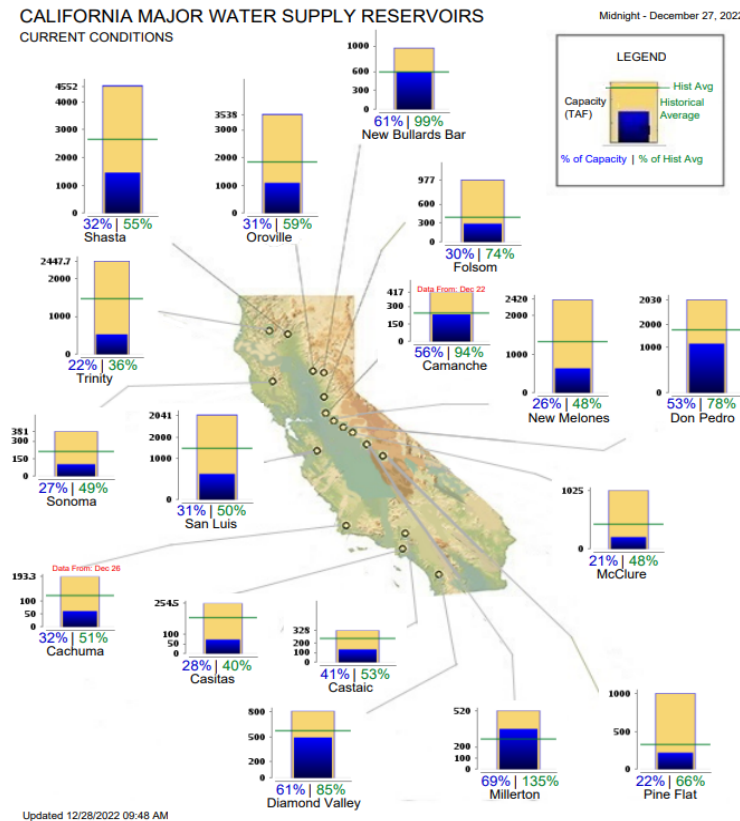 CALIFORNIA MAJOR WATER SUPPLY RESERVOIRS
Midnight - December 27, 2022
CURRENT CONDITIONS
LEGEND
Hist Avg
Capacity
(TAF)
Historical
Average
% of Capacity | % of Hist Avg
4552
4000
3000
2000
1000
0
32% | 55%
Shasta
3538
3000
2000
1000
0
31% | 59%
Oroville
1000
600
300
0
61% | 99%
New Bullards Bar
977
600
300
0
30% | 74%
Folsom
2447.7
2000
1000
0
22% | 36%
Trinity
Data From: Dec 22
417
300
150
0
56% | 94%
Camanche
2420
2000
1000
0
26% | 48%
New Melones
2030
2000
1000
0
53% | 78%
Don Pedro
381
300
150
0
27% | 49%
Sonoma
2041
2000
1000
0
31% | 50%
San Luis
1025
0
21% | 48%
McClure
Data From: Dec 26
193.3
100
50
0
32% | 51%
Cachuma
254.5
100
50
0
28% | 40%
Casitas
328
200
100
0
41% | 53%
Castaic
800
500
200
0
61% | 85%
Diamond Valley
520
200
100
0
69% | 135%
Millerton
1000
500
0
22% | 66%
Pine Flat
Updated 12/28/2022 09:48 AM